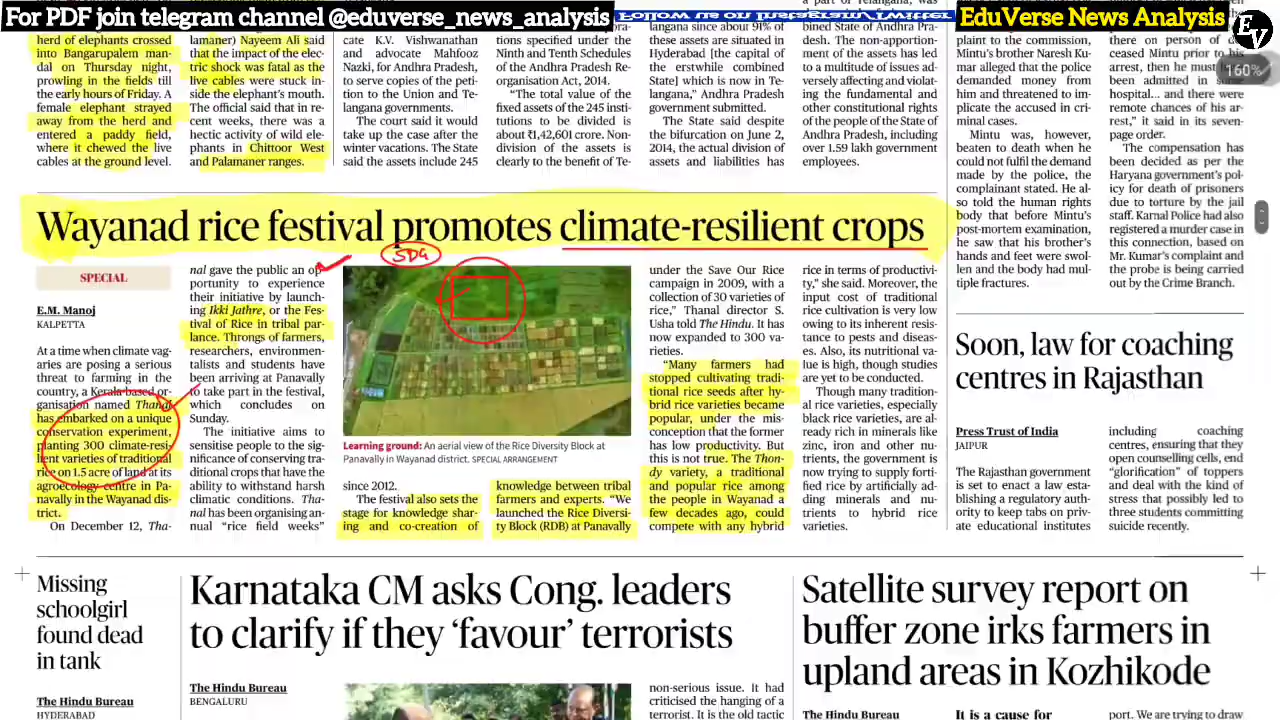 For PDF join telegram channel @eduverse_news_analysis
EduVerse News Analysis
EV
160%
herd of elephants crossed
into Bangarupalem man-
dal on Thursday night,
prowling in the fields till
the early hours of Friday. A
female elephant strayed
away from the herd and
entered a paddy field,
where it chewed the live
cables at the ground level.
lamaner) Nayeem Ali said
that the impact of the elec-
tric shock was fatal as the
live cables were stuck in-
side the elephant's mouth.
The official said that in re-
cent weeks, there was a
hectic activity of wild ele-
phants in Chittoor West
and Palamaner ranges.
cate K.V. Vishwanathan
and advocate Mahfooz
Nazki, for Andhra Pradesh,
to serve copies of the peti-
tion to the Union and Te-
langana governments.
The court said it would
take up the case after the
winter vacations. The State
said the assets include 245
tions specified under the
Ninth and Tenth Schedules
of the Andhra Pradesh Re-
organisation Act, 2014.
"The total value of the
fixed assets of the 245 insti-
tutions to be divided is
about ₹1,42,601 crore. Non-
division of the assets is
clearly to the benefit of Te-
langana since about 91% of
these assets are situated in
Hyderabad [the capital of
the erstwhile combined
State] which is now in Te-
langana," Andhra Pradesh
government submitted.
The State said despite
the bifurcation on June 2,
2014, the actual division of
assets and liabilities has
bined State of Andhra Pra-
desh. The non-apportion-
ment of the assets has led
to a multitude of issues ad-
versely affecting and violat-
ing the fundamental and
other constitutional rights
of the people of the State of
Andhra Pradesh, including
over 1.59 lakh government
employees.
plaint to the commission,
Mintu's brother Naresh Ku-
mar alleged that the police
demanded money from
him and threatened to im-
plicate the accused in cri-
minal cases.
Mintu was, however,
beaten to death when he
could not fulfil the demand
made by the police, the
complainant stated. He al-
so told the human rights
body that before Mintu's
post-mortem examination,
he saw that his brother's
hands and feet were swol-
len and the body had mul-
tiple fractures.
there on person of de-
ceased Mintu prior to his
arrest, then he must
been admitted in some
hospital... and there were
remote chances of his ar-
rest," it said in its seven-
page order.
The compensation has
been decided as per the
Haryana government's pol-
icy for death of prisoners
due to torture by the jail
staff. Karnal Police had also
registered a murder case in
this connection, based on
Mr. Kumar's complaint and
the probe is being carried
out by the Crime Branch.
Wayanad rice festival promotes climate-resilient crops
SDG
SPECIAL
E.M. Manoj
KALPETTA
At a time when climate vag-
aries are posing a serious
threat to farming in the
country, a Kerala-based or-
ganisation named Thanal
has embarked on a unique
conservation experiment,
planting 300 climate-resi-
lient varieties of traditional
rice on 1.5 acre of land at its
agroecology centre in Pa-
navally in the Wayanad dis-
trict.
On December 12, Tha-
nal gave the public an op-
portunity to experience
their initiative by launch-
ing Ikki Jathre, or the Fes-
tival of Rice in tribal par-
lance. Throngs of farmers,
researchers, environmen-
talists and students have
been arriving at Panavally
to take part in the festival,
which concludes on
Sunday.
The initiative aims to
sensitise people to the sig-
nificance of conserving tra-
ditional crops that have the
ability to withstand harsh
climatic conditions. Tha-
nal has been organising an-
nual "rice field weeks"
Learning ground: An aerial view of the Rice Diversity Block at
Panavally in Wayanad district. SPECIAL ARRANGEMENT
since 2012.
The festival also sets the
stage for knowledge shar-
ing and co-creation of
knowledge between tribal
farmers and experts. "We
launched the Rice Diversi-
ty Block (RDB) at Panavally
under the Save Our Rice
campaign in 2009, with a
collection of 30 varieties of
rice," Thanal director S.
Usha told The Hindu. It has
now expanded to 300 va-
rieties.
"Many farmers had
stopped cultivating tradi-
tional rice seeds after hy-
brid rice varieties became
popular, under the mis-
conception that the former
has low productivity. But
this is not true. The Thon-
dy variety, a traditional
and popular rice among
the people in Wayanad a
few decades ago, could
compete with any hybrid
rice in terms of productivi-
ty," she said. Moreover, the
input cost of traditional
rice cultivation is very low
owing to its inherent resis-
tance to pests and diseas-
es. Also, its nutritional va-
lue is high, though studies
are yet to be conducted.
Though many tradition-
al rice varieties, especially
black rice varieties, are al-
ready rich in minerals like
zinc, iron and other nu-
trients, the government is
now trying to supply forti-
fied rice by artificially ad-
ding minerals and nu-
trients to hybrid rice
varieties.
Soon, law for coaching
centres in Rajasthan
Press Trust of India
JAIPUR
The Rajasthan government
is set to enact a law esta-
blishing a regulatory auth-
ority to keep tabs on priv-
ate educational institutes
including coaching
centres, ensuring that they
open counselling cells, end
"glorification" of toppers
and deal with the kind of
stress that possibly led to
three students committing
suicide recently.
Missing
schoolgirl
found dead
in tank
The Hindu Bureau
HYDERABAD
Karnataka CM asks Cong. leaders
to clarify if they 'favour' terrorists
The Hindu Bureau
BENGALURU
non-serious issue. It had
criticised the hanging of a
terrorist. It is the old tactic
Satellite survey report on
buffer zone irks farmers in
upland areas in Kozhikode
The Hindu Bureau
It is a cause for
port. We are trying to draw